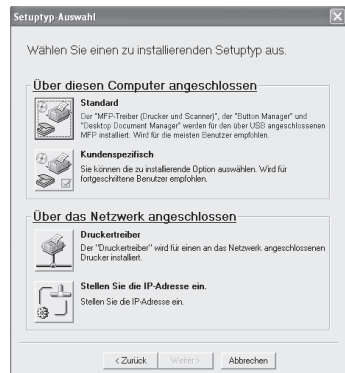 Setuptyp-Auswahl
Wählen Sie einen zu installierenden Setuptyp aus.
Über diesen Computer angeschlossen
Standard
Der "MFP-Treiber (Drucker und Scanner)", der "Button Manager" und
"Desktop Document Manager" werden für den über USB angeschlossenen
MFP installiert. Wird für die meisten Benutzer empfohlen.
Kundenspezifisch
Sie können die zu installierende Option auswählen. Wird für
fortgeschrittene Benutzer empfohlen.
Über das Netzwerk angeschlossen
Druckertreiber
Der "Druckertreiber" wird für einen an das Netzwerk angeschlossenen
Drucker installiert.
Stellen Sie die IP-Adresse ein.
Stellen Sie die IP-Adresse ein.
< Zurück Weiter > Abbrechen